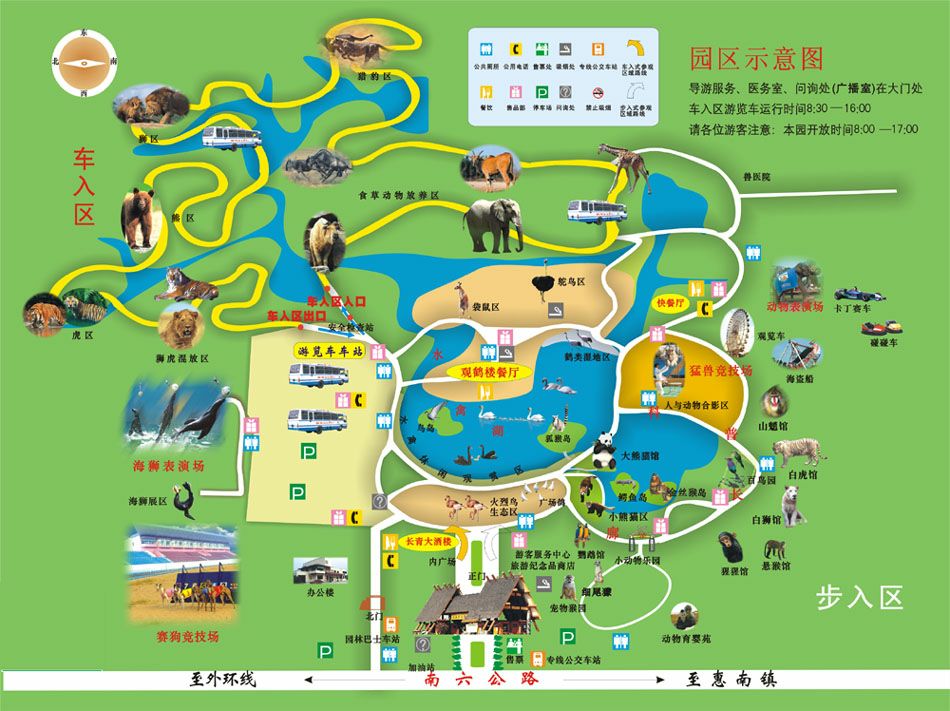 东
北
南
西
猎豹区
公共厕所
公用电话
售票处
吸烟处
专线公交车站
车入式参观
区域路线
餐饮
售品部
停车场
问询处
禁止吸烟
步入式参观
区域路线
园区示意图
导游服务、医务室、问询处(广播室)在大门处
车入区游览车运行时间8:30—16:00
请各位游客注意：本园开放时间8:00 —17:00
狮区
车入区
熊区
食草动物放养区
兽医院
虎区
狮虎混放区
车入区入口
车入区出口
安全检查站
袋鼠区
鸵鸟区
快餐厅
动物表演场
卡丁赛车
观览车
碰碰车
海盗船
游览车车站
水
禽
湖
观鹤楼餐厅
鹤类湿地区
猛兽竞技场
人与动物合影区
科
普
长
廊
山魈馆
鸟岛
狐猴岛
大熊猫馆
水禽休闲观赏区
海狮表演场
海狮展区
百鸟园
白虎馆
鳄鱼岛
金丝猴岛
小熊猫区
白狮馆
火烈鸟
生态区
广场鸽
长青大酒楼
内广场
正门
游客服务中心
旅游纪念品商店
鹦鹉馆
小动物乐园
猩猩馆
悬猴馆
赛狗竞技场
办公楼
北门
园林巴士车站
宠物猴园
细尾獴
动物育婴苑
步入区
加油站
售票
专线公交车站
至外环线
南六公路
至惠南镇